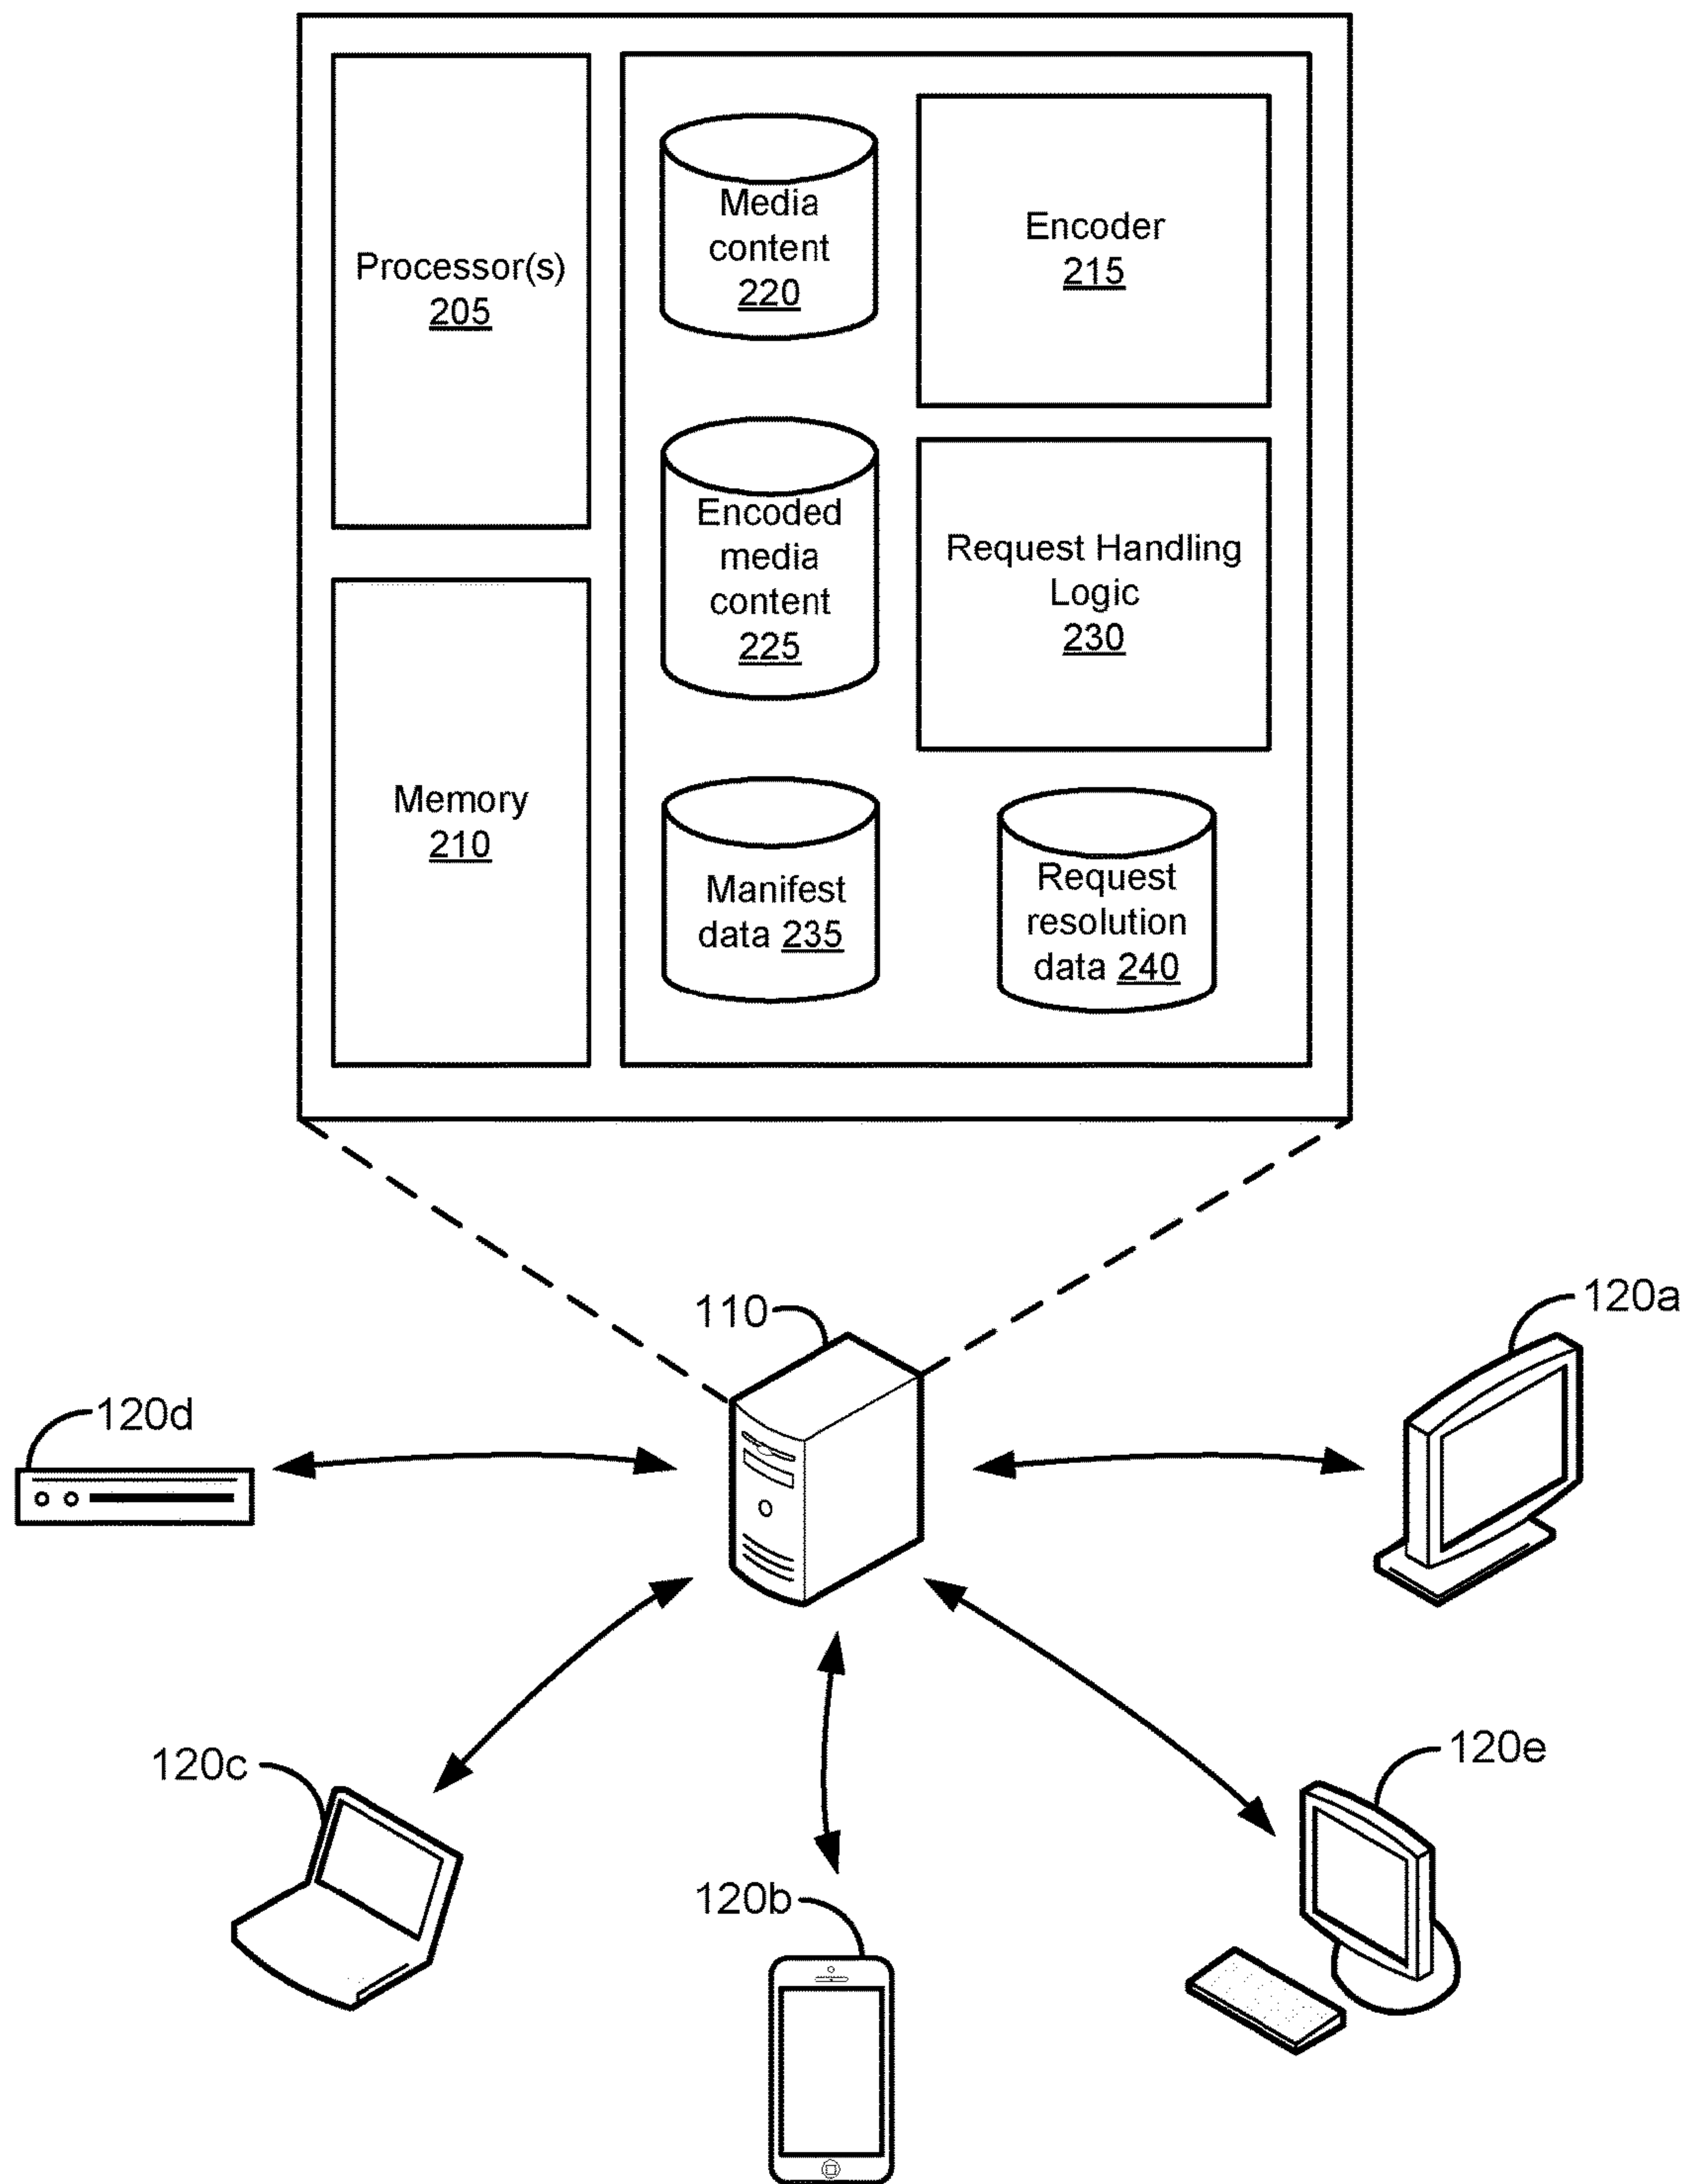 Processor(s)
205
Memory
210
Media
content
220
Encoder
215
Encoded
media
content
225
Request Handling
Logic
230
Manifest
data 235
Request
resolution
data 240
110
120a
120d
120c
120b
120e